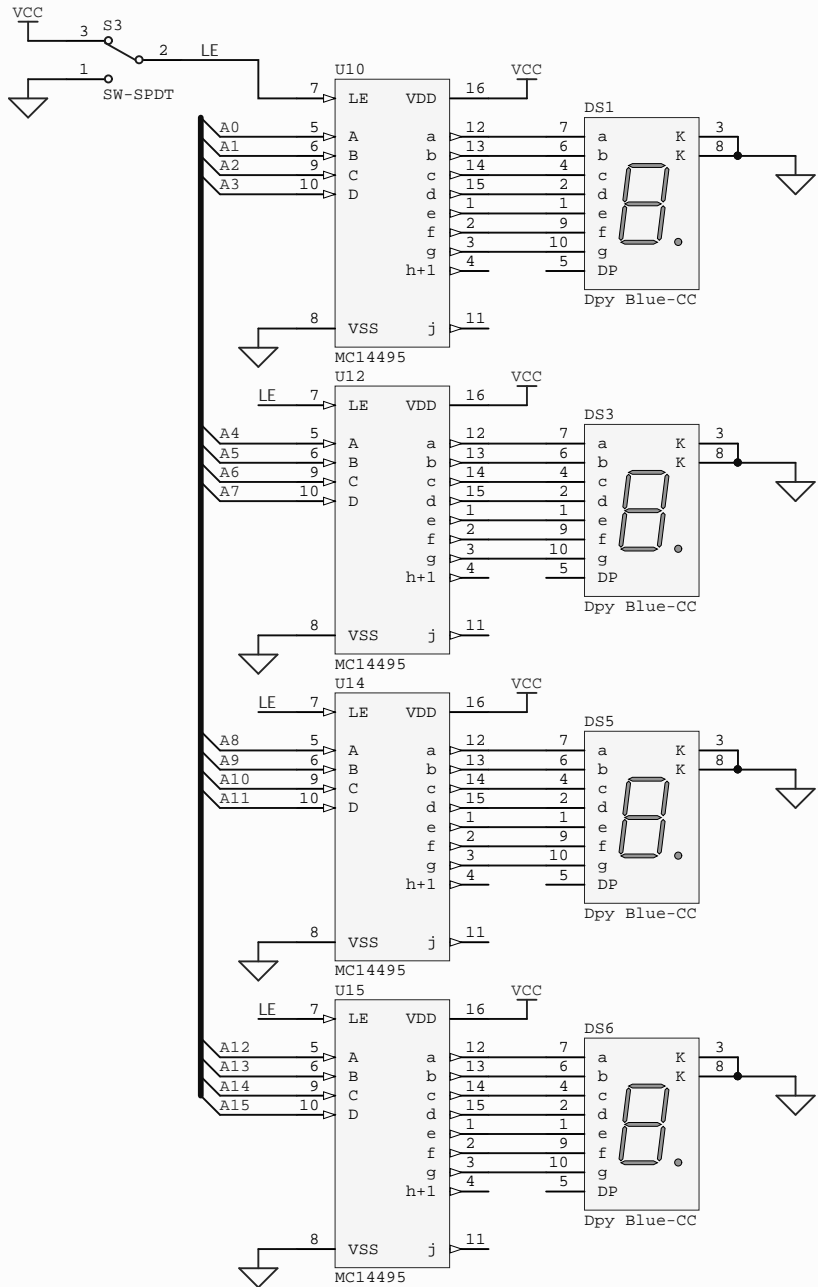 VCC
3 S3
2 LE
1
SW-SPDT
U10
7 LE VDD 16 VCC
DS1
A0 5 A a 12 7 a K 3
A1 6 B b 13 6 b K 8
A2 9 C c 14 4 c
A3 10 D d 15 2 d
e 1 1 e
f 2 9 f
g 3 10 g
h+1 4 5 DP
Dpy Blue-CC
8 VSS j 11
MC14495
U12
LE 7 LE VDD 16 VCC
DS3
A4 5 A a 12 7 a K 3
A5 6 B b 13 6 b K 8
A6 9 C c 14 4 c
A7 10 D d 15 2 d
e 1 1 e
f 2 9 f
g 3 10 g
h+1 4 5 DP
Dpy Blue-CC
8 VSS j 11
MC14495
U14
LE 7 LE VDD 16 VCC
DS5
A8 5 A a 12 7 a K 3
A9 6 B b 13 6 b K 8
A10 9 C c 14 4 c
A11 10 D d 15 2 d
e 1 1 e
f 2 9 f
g 3 10 g
h+1 4 5 DP
Dpy Blue-CC
8 VSS j 11
MC14495
U15
LE 7 LE VDD 16 VCC
DS6
A12 5 A a 12 7 a K 3
A13 6 B b 13 6 b K 8
A14 9 C c 14 4 c
A15 10 D d 15 2 d
e 1 1 e
f 2 9 f
g 3 10 g
h+1 4 5 DP
Dpy Blue-CC
8 VSS j 11
MC14495